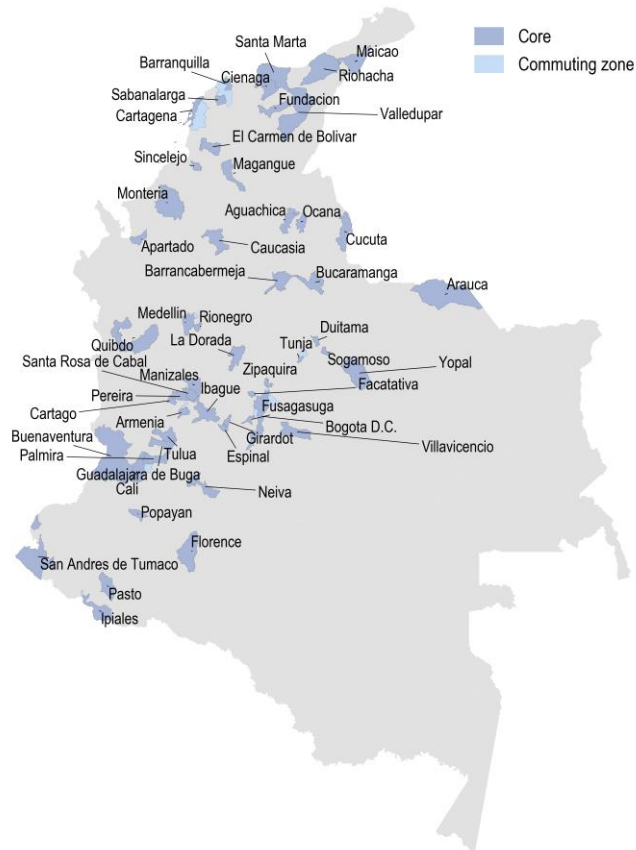 Santa Marta
Maicao
Core
Barranquilla
Cienaga
Riohacha
Commuting zone
Sabanalarga
Fundacion
Cartagena
Valledupar
El Carmen de Bolivar
Sincelejo
Magangue
Monteria
Aguachica
Ocana
Apartado
Caucasia
Cucuta
Barrancabermeja
Bucaramanga
Arauca
Medellin
Rionegro
Duitama
Quibdo
La Dorada
Tunja
Santa Rosa de Cabal
Zipaquira
Sogamoso
Yopal
Manizales
Pereira
Ibague
Facatativa
Cartago
Fusagasuga
Armenia
Bogota D.C.
Buenaventura
Girardot
Villavicencio
Palmira
Tulua
Espinal
Guadalajara de Buga
Cali
Neiva
Popayan
Florence
San Andres de Tumaco
Pasto
Ipiales